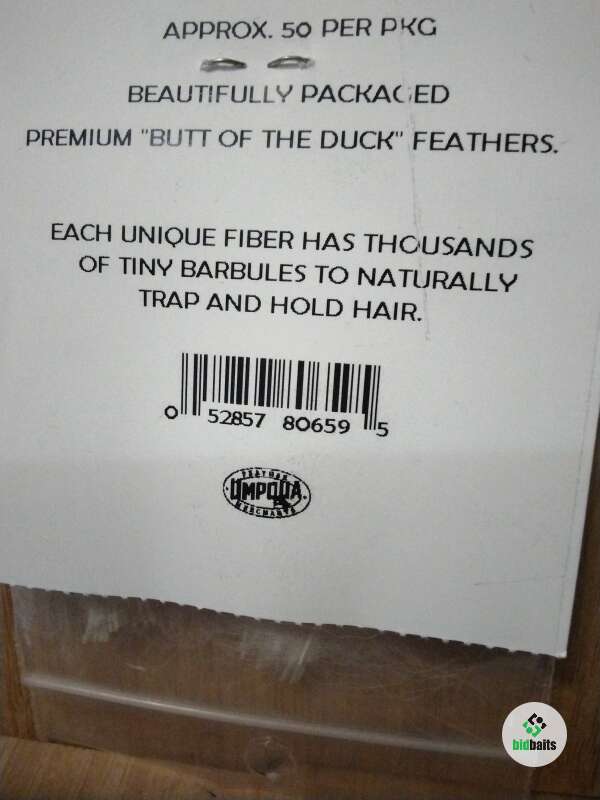 APPROX. 50 PER PKG
BEAUTIFULLY PACKAGED
PREMIUM "BUTT OF THE DUCK" FEATHERS.
EACH UNIQUE FIBER HAS THOUSANDS
OF TINY BARBULES TO NATURALLY
TRAP AND HOLD HAIR.
0 52857 80659 5
UMPQUA
MERCHANTS
bidbaits